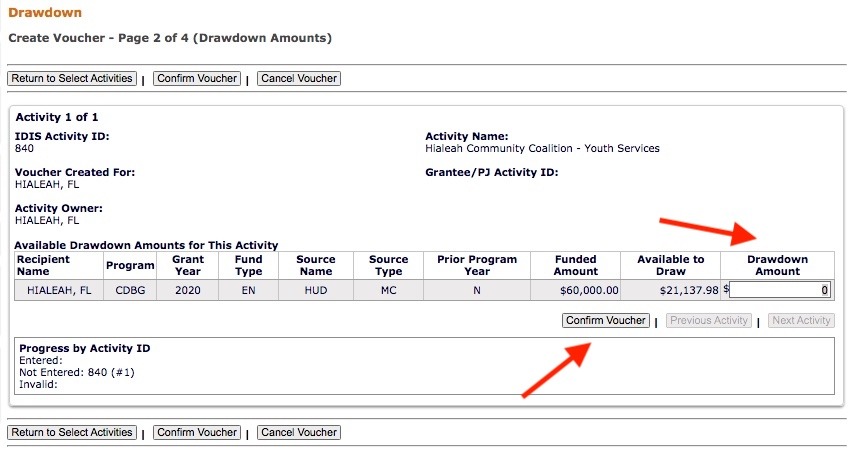 Drawdown
Create Voucher - Page 2 of 4 (Drawdown Amounts)
Return to Select Activities | Confirm Voucher | Cancel Voucher
Activity 1 of 1
IDIS Activity ID:
840
Activity Name:
Hialeah Community Coalition - Youth Services
Voucher Created For:
HIALEAH, FL
Grantee/PJ Activity ID:
Activity Owner:
HIALEAH, FL
Available Drawdown Amounts for This Activity
Recipient Name Program Grant Year Fund Type Source Name Source Type Prior Program Year Funded Amount Available to Draw Drawdown Amount
HIALEAH, FL CDBG 2020 EN HUD MC N $60,000.00 $21,137.98 $ 0
Confirm Voucher | Previous Activity | Next Activity
Progress by Activity ID
Entered:
Not Entered: 840 (#1)
Invalid:
Return to Select Activities | Confirm Voucher | Cancel Voucher